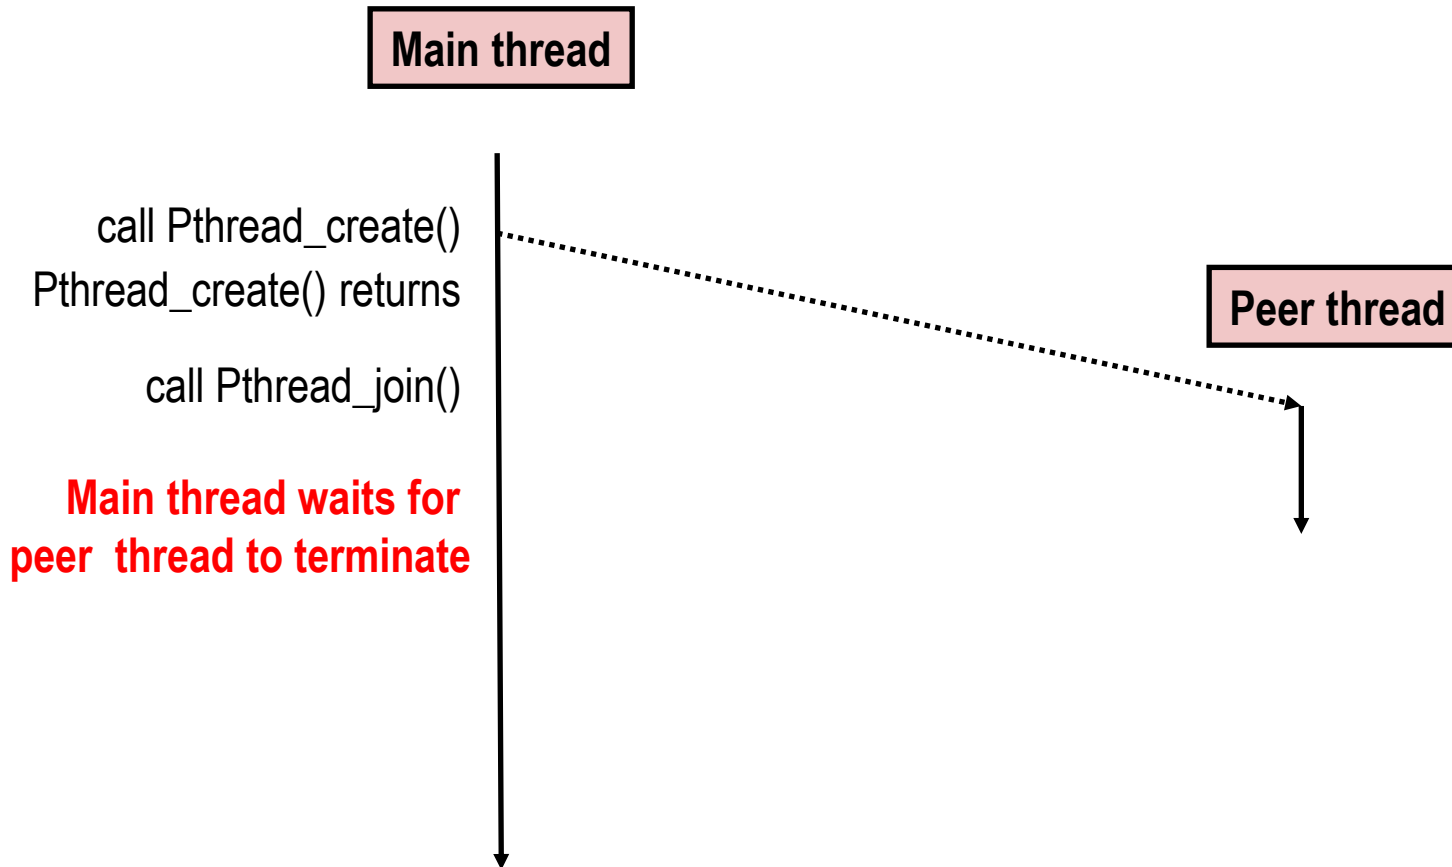 Main thread
call Pthread_create()
Pthread_create() returns
Peer thread
call Pthread_join()
Main thread waits for
peer  thread to terminate